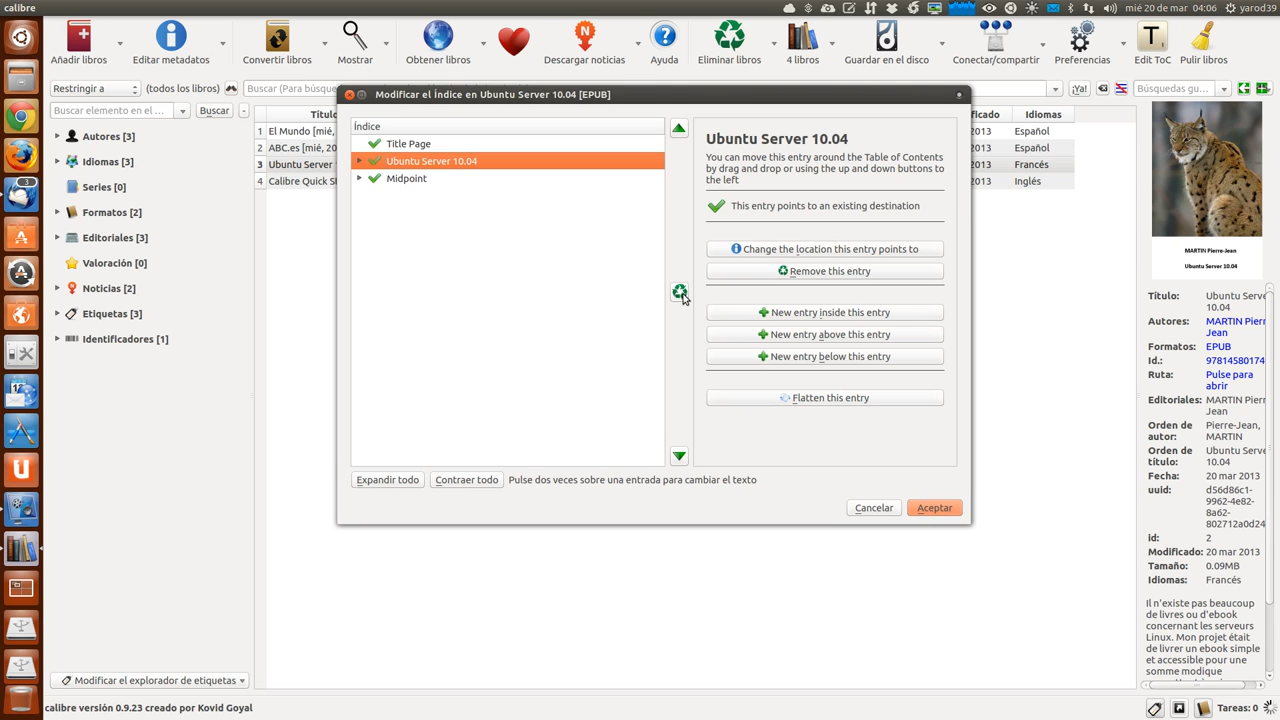 calibre
mié 20 de mar 04:06
yarod39
Añadir libros
Editar metadatos
Convertir libros
Mostrar
Obtener libros
Descargar noticias
Ayuda
Eliminar libros
4 libros
Guardar en el disco
Conectar/compartir
Preferencias
Edit ToC
Pulir libros
Restringir a
(todos los libros)
Buscar (Para búsque
¡Ya!
Búsquedas gu...
Buscar elemento en el ...
Buscar
Autores [3]
Idiomas [3]
Series [0]
Formatos [2]
Editoriales [3]
Valoración [0]
Noticias [2]
Etiquetas [3]
Identificadores [1]
Modificar el explorador de etiquetas
Títu
ficado
Idiomas
1 El Mundo [mié,
2013 Español
2 ABC.es [mié, 20
2013 Español
3 Ubuntu Server
2013 Francés
4 Calibre Quick S
2013 Inglés
Modificar el Índice en Ubuntu Server 10.04 [EPUB]
Índice
Title Page
Ubuntu Server 10.04
Midpoint
Ubuntu Server 10.04
You can move this entry around the Table of Contents
by drag and drop or using the up and down buttons to
the left
This entry points to an existing destination
Change the location this entry points to
Remove this entry
New entry inside this entry
New entry above this entry
New entry below this entry
Flatten this entry
Expandir todo
Contraer todo
Pulse dos veces sobre una entrada para cambiar el texto
Cancelar
Aceptar
MARTIN Pierre-Jean
Ubuntu Server 10.04
Título: Ubuntu Serve
10.04
Autores: MARTIN Pierr
Jean
Formatos: EPUB
Id.: 97814580174
Ruta: Pulse para
abrir
Editoriales: MARTIN Pierr
Jean
Orden de Pierre-Jean,
autor: MARTIN
Orden de Ubuntu Serve
título: 10.04
Fecha: 20 mar 2013
uuid: d56d86c1-
9962-4e82-
8a62-
802712a0d24
id: 2
Modificado: 20 mar 2013
Tamaño: 0.09MB
Idiomas: Francés
Il n'existe pas beaucoup
de livres ou d'ebook
concernant les serveurs
Linux. Mon projet était
de livrer un ebook simple
et accessible pour une
somme modique
calibre versión 0.9.23 creado por Kovid Goyal
Tareas: 0